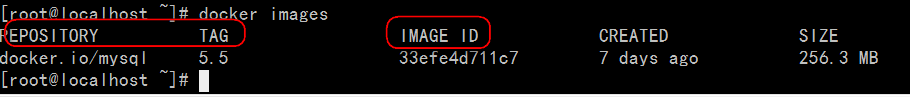 [root@localhost ~]# docker images
REPOSITORY TAG IMAGE ID CREATED SIZE
docker.io/mysql 5.5 33efe4d711c7 7 days ago 256.3 MB
[root@localhost ~]#